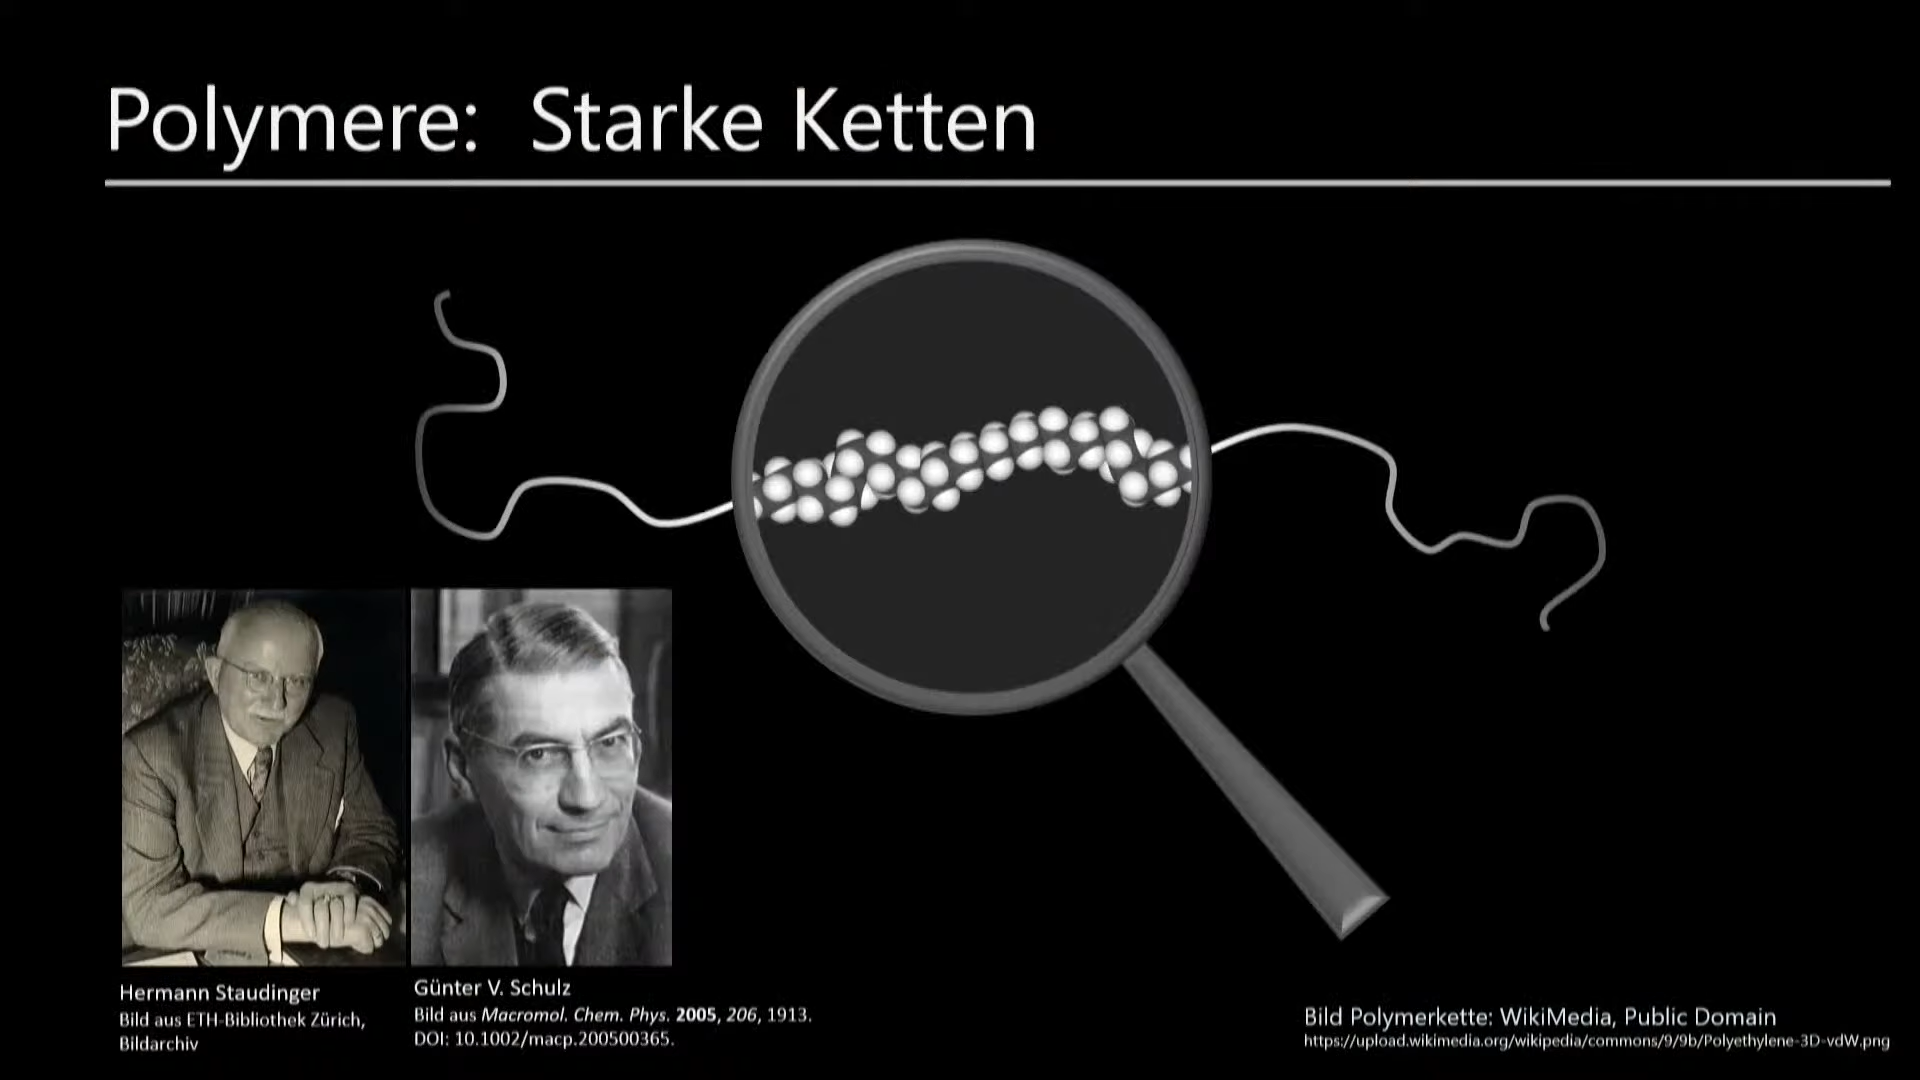 Polymere: Starke Ketten
Hermann Staudinger
Bild aus ETH-Bibliothek Zürich,
Bildarchiv
Günter V. Schulz
Bild aus Macromol. Chem. Phys. 2005, 206, 1913.
DOI: 10.1002/macp.200500365.
Bild Polymerkette: WikiMedia, Public Domain
https://upload.wikimedia.org/wikipedia/commons/9/9b/Polyethylene-3D-vdW.png